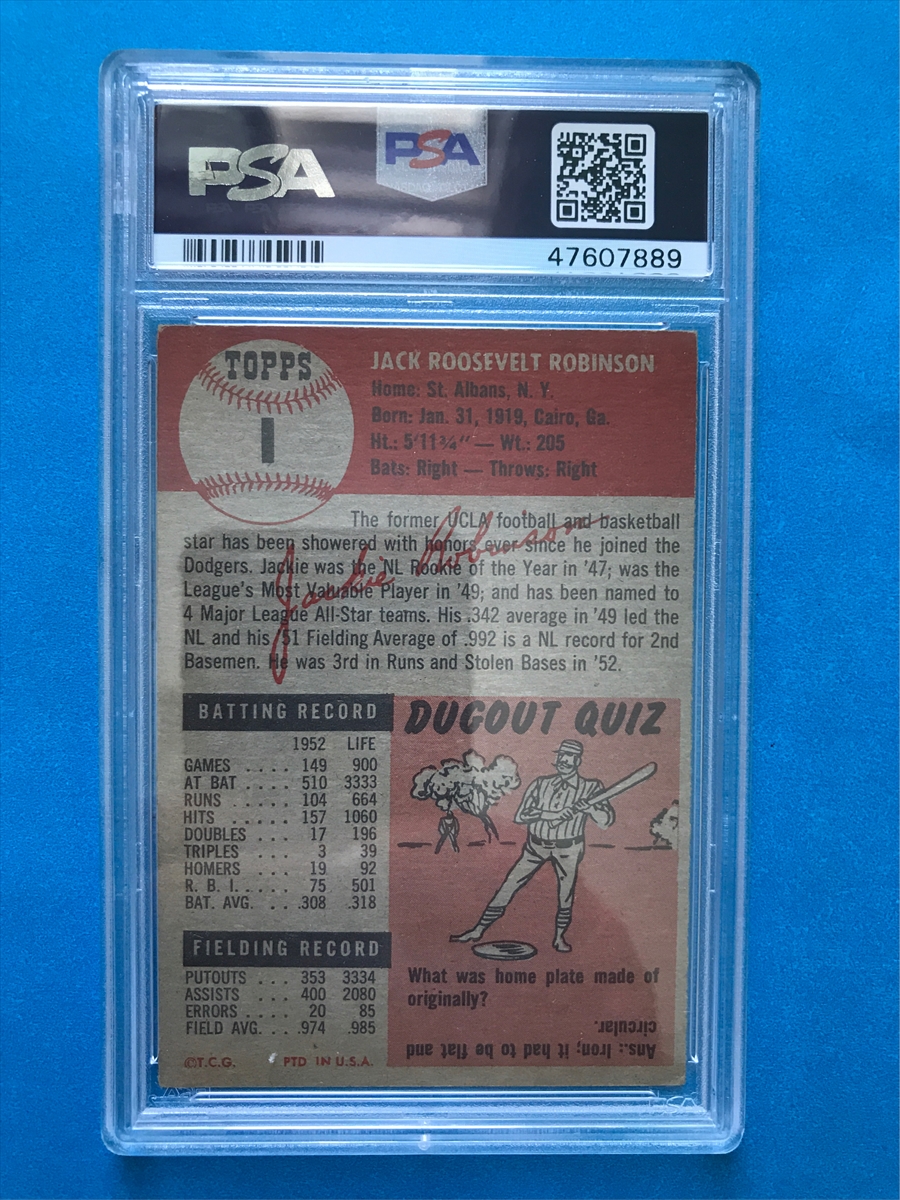 PSA
PSA
47607889
TOPPS
1
JACK ROOSEVELT ROBINSON
Home: St. Albans, N. Y.
Born: Jan. 31, 1919, Cairo, Ga.
Ht.: 5'11¾" — Wt.: 205
Bats: Right — Throws: Right
The former UCLA football and basketball
star has been showered with honors ever since he joined the
Dodgers. Jackie was the NL Rookie of the Year in '47; was the
League's Most Valuable Player in '49; and has been named to
4 Major League All-Star teams. His .342 average in '49 led the
NL and his '51 Fielding Average of .992 is a NL record for 2nd
Basemen. He was 3rd in Runs and Stolen Bases in '52.
Jackie Robinson
BATTING RECORD
1952 LIFE
GAMES .... 149 900
AT BAT .... 510 3333
RUNS .... 104 664
HITS ..... 157 1060
DOUBLES .. 17 196
TRIPLES ... 3 39
HOMERS ... 19 92
R. B. I. .... 75 501
BAT. AVG. .. .308 .318
FIELDING RECORD
PUTOUTS ... 353 3334
ASSISTS ... 400 2080
ERRORS .... 20 85
FIELD AVG. .. .974 .985
©T.C.G. PTD IN U.S.A.
DUGOUT QUIZ
What was home plate made of
originally?
Ans.: Iron; it had to be flat and
circular.